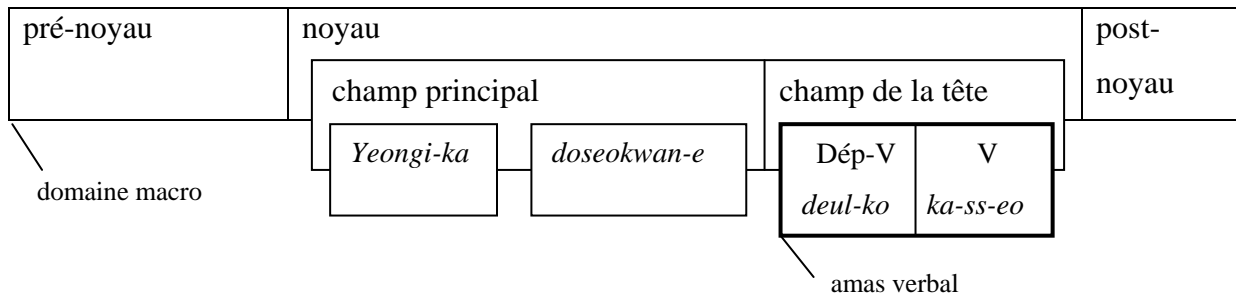 pré-noyau noyau post-
noyau
champ principal champ de la tête
Yeongi-ka doseokwan-e Dép-V V
deul-ko ka-ss-eo
domaine macro
amas verbal